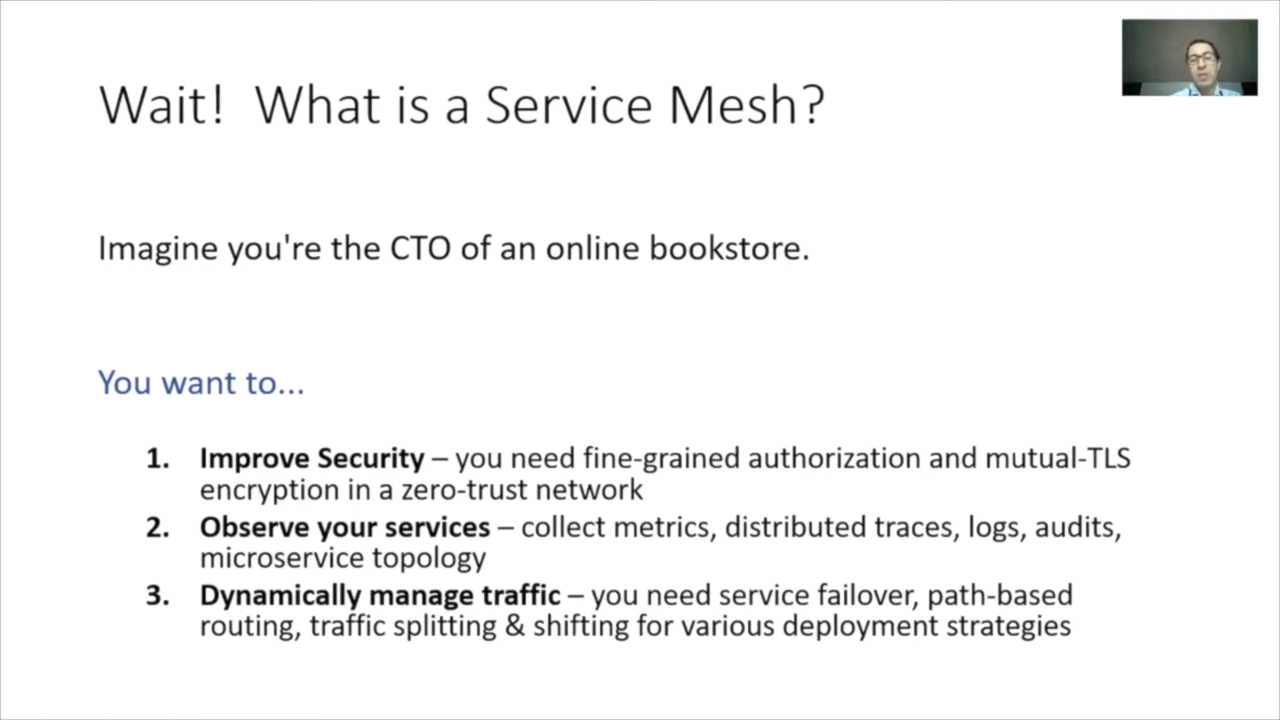 Wait!  What is a Service Mesh?
Imagine you're the CTO of an online bookstore.
You want to...
1. Improve Security – you need fine-grained authorization and mutual-TLS
encryption in a zero-trust network
2. Observe your services – collect metrics, distributed traces, logs, audits,
microservice topology
3. Dynamically manage traffic – you need service failover, path-based
routing, traffic splitting & shifting for various deployment strategies